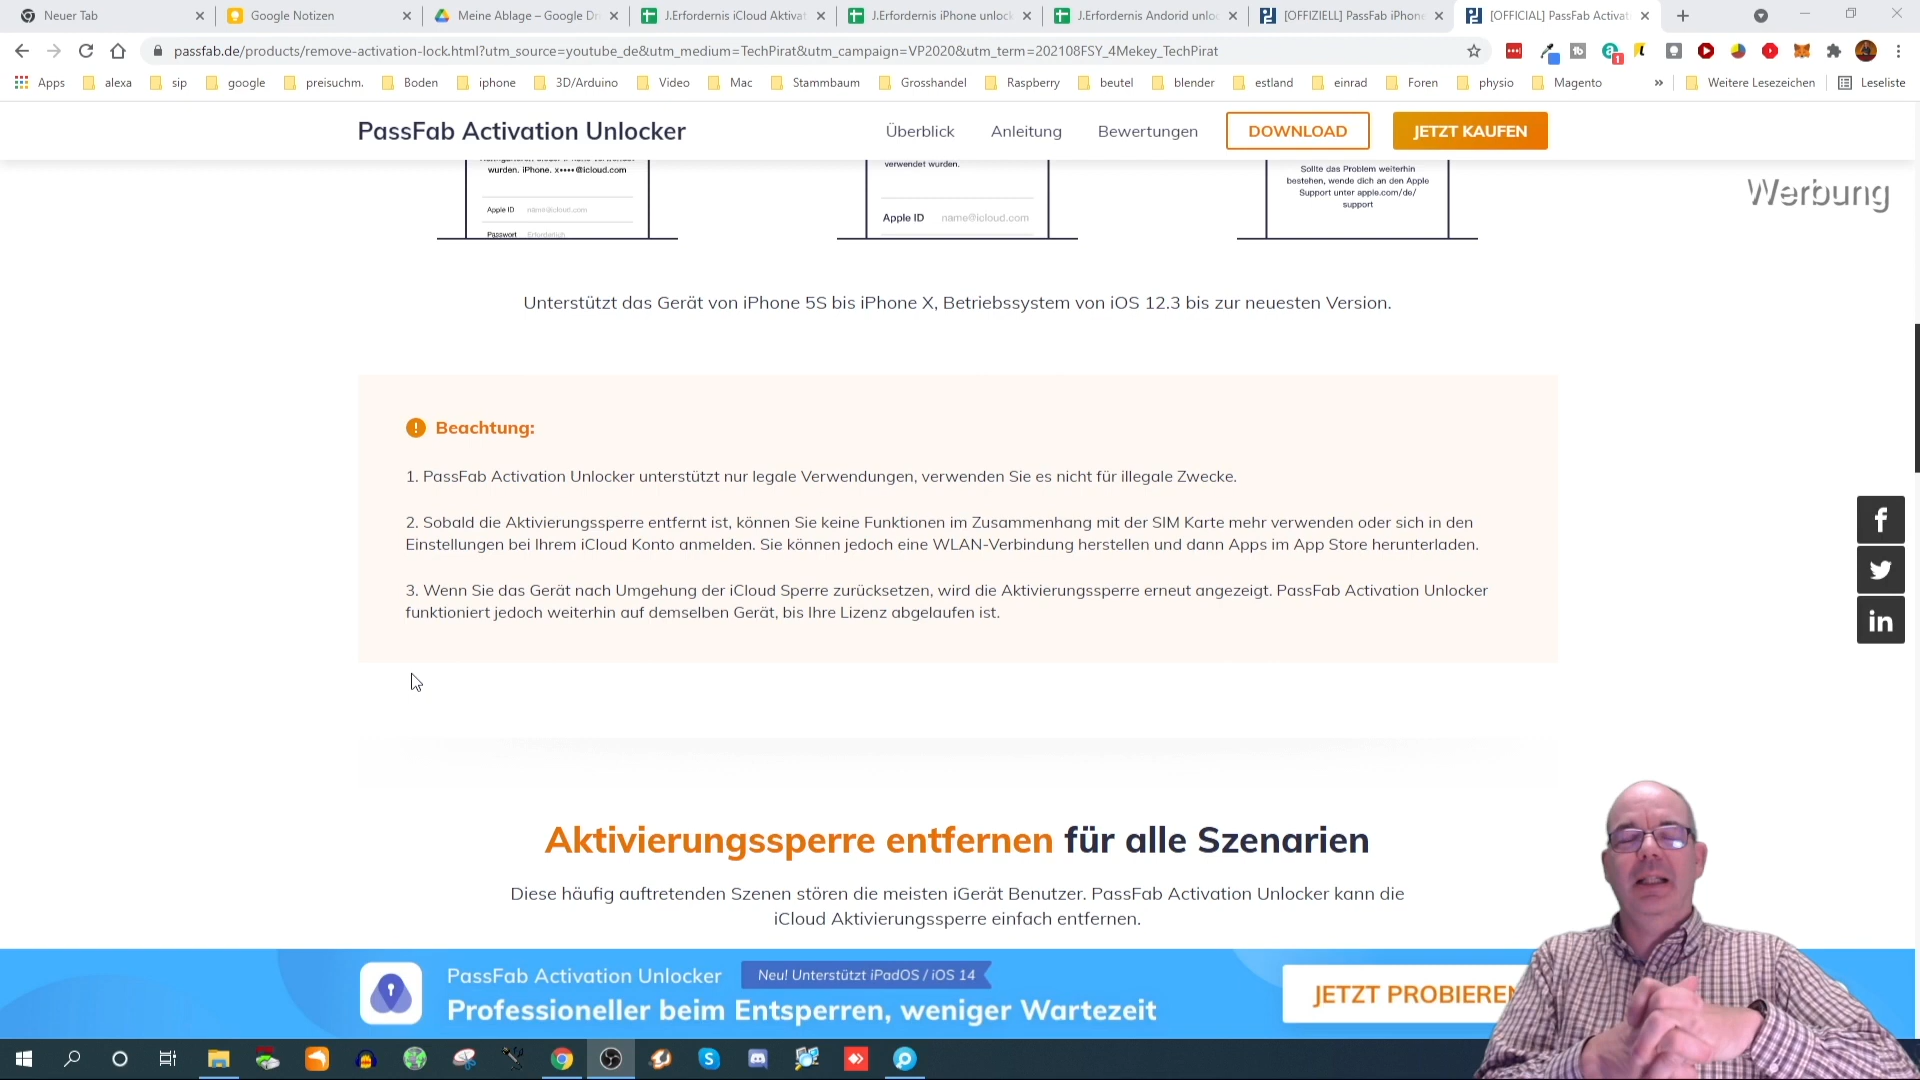 Neuer Tab
Google Notizen
Meine Ablage – Google Dr
J.Erfordernis iCloud Aktivat
J.Erfordernis iPhone unlock
J.Erfordernis Andorid unloc
[OFFIZIELL] PassFab iPhone
[OFFICIAL] PassFab Activat
passfab.de/products/remove-activation-lock.html?utm_source=youtube_de&utm_medium=TechPirat&utm_campaign=VP2020&utm_term=202108FSY_4Mekey_TechPirat
Apps alexa sip google preisuchm. Boden iphone 3D/Arduino Video Mac Stammbaum Grosshandel Raspberry beutel blender estland einrad Foren physio Magento » Weitere Lesezeichen Leseliste
PassFab Activation Unlocker
Überblick
Anleitung
Bewertungen
DOWNLOAD
JETZT KAUFEN
Werbung
wurden. iPhone. x••••@icloud.com
Apple ID name@icloud.com
Passwort Erforderlich
verwendet wurden.
Apple ID name@icloud.com
Sollte das Problem weiterhin
bestehen, wende dich an den Apple
Support unter apple.com/de/
support
Unterstützt das Gerät von iPhone 5S bis iPhone X, Betriebssystem von iOS 12.3 bis zur neuesten Version.
! Beachtung:
1. PassFab Activation Unlocker unterstützt nur legale Verwendungen, verwenden Sie es nicht für illegale Zwecke.
2. Sobald die Aktivierungssperre entfernt ist, können Sie keine Funktionen im Zusammenhang mit der SIM Karte mehr verwenden oder sich in den
Einstellungen bei Ihrem iCloud Konto anmelden. Sie können jedoch eine WLAN-Verbindung herstellen und dann Apps im App Store herunterladen.
3. Wenn Sie das Gerät nach Umgehung der iCloud Sperre zurücksetzen, wird die Aktivierungssperre erneut angezeigt. PassFab Activation Unlocker
funktioniert jedoch weiterhin auf demselben Gerät, bis Ihre Lizenz abgelaufen ist.
Aktivierungssperre entfernen für alle Szenarien
Diese häufig auftretenden Szenen stören die meisten iGerät Benutzer. PassFab Activation Unlocker kann die
iCloud Aktivierungssperre einfach entfernen.
PassFab Activation Unlocker
Neu! Unterstützt iPadOS / iOS 14
Professioneller beim Entsperren, weniger Wartezeit
JETZT PROBIEREN